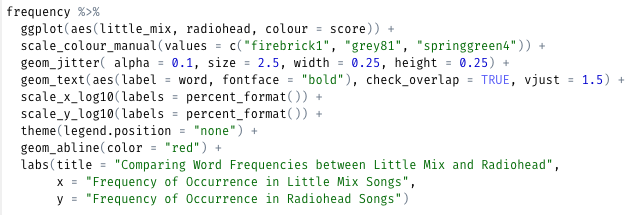 frequency %>%
  ggplot(aes(little_mix, radiohead, colour = score)) +
  scale_colour_manual(values = c("firebrick1", "grey81", "springgreen4")) +
  geom_jitter( alpha = 0.1, size = 2.5, width = 0.25, height = 0.25) +
  geom_text(aes(label = word, fontface = "bold"), check_overlap = TRUE, vjust = 1.5) +
  scale_x_log10(labels = percent_format()) +
  scale_y_log10(labels = percent_format()) +
  theme(legend.position = "none") +
  geom_abline(color = "red") +
  labs(title = "Comparing Word Frequencies between Little Mix and Radiohead",
       x = "Frequency of Occurrence in Little Mix Songs",
       y = "Frequency of Occurrence in Radiohead Songs")